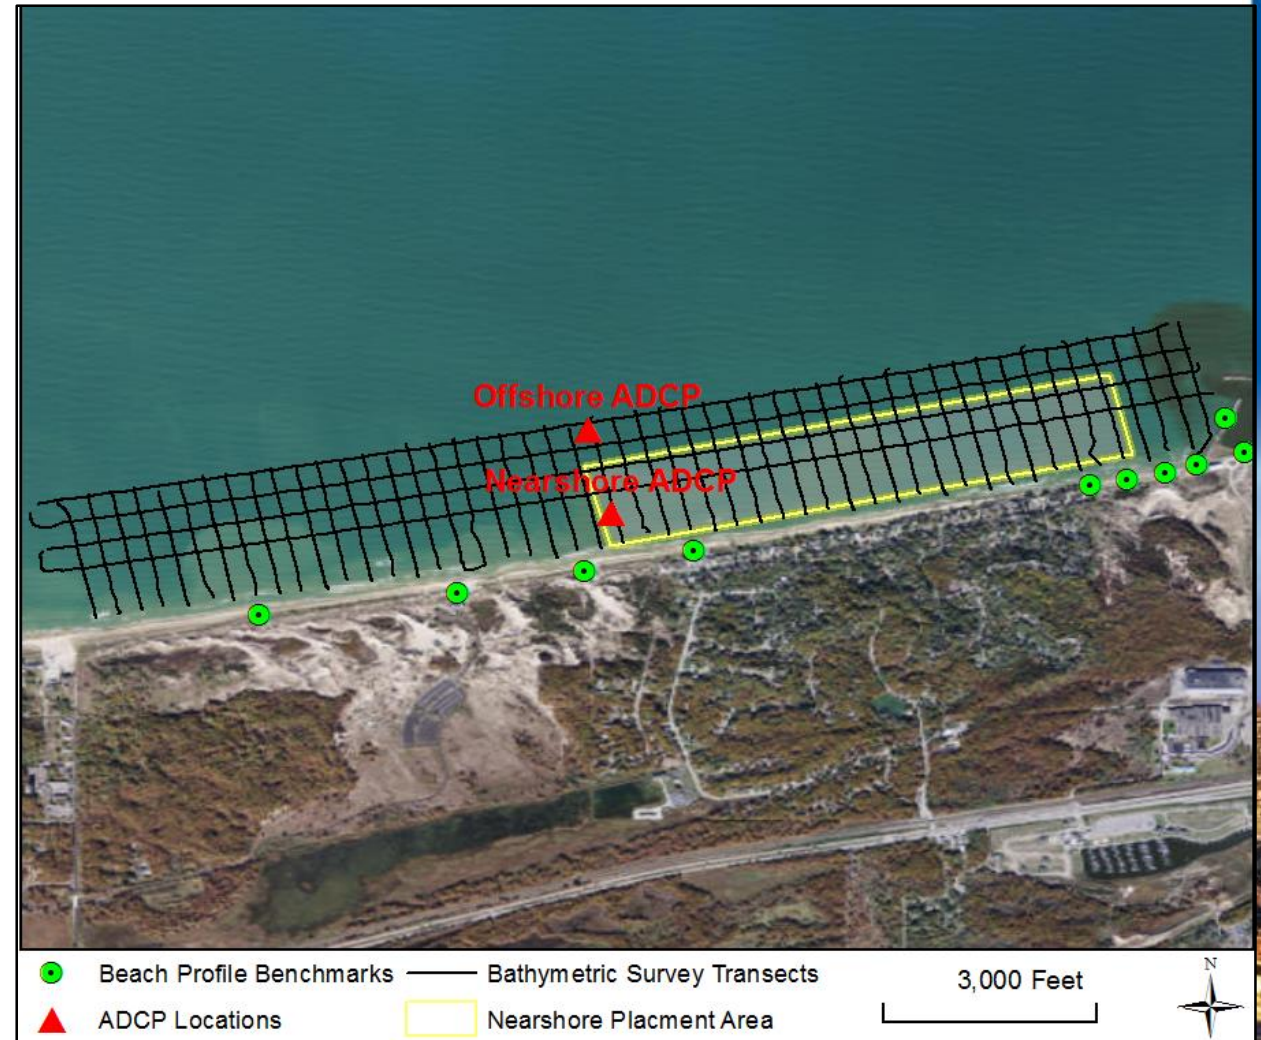 Offshore ADCP
Nearshore ADCP
Beach Profile Benchmarks
Bathymetric Survey Transects
3,000 Feet
N
ADCP Locations
Nearshore Placment Area